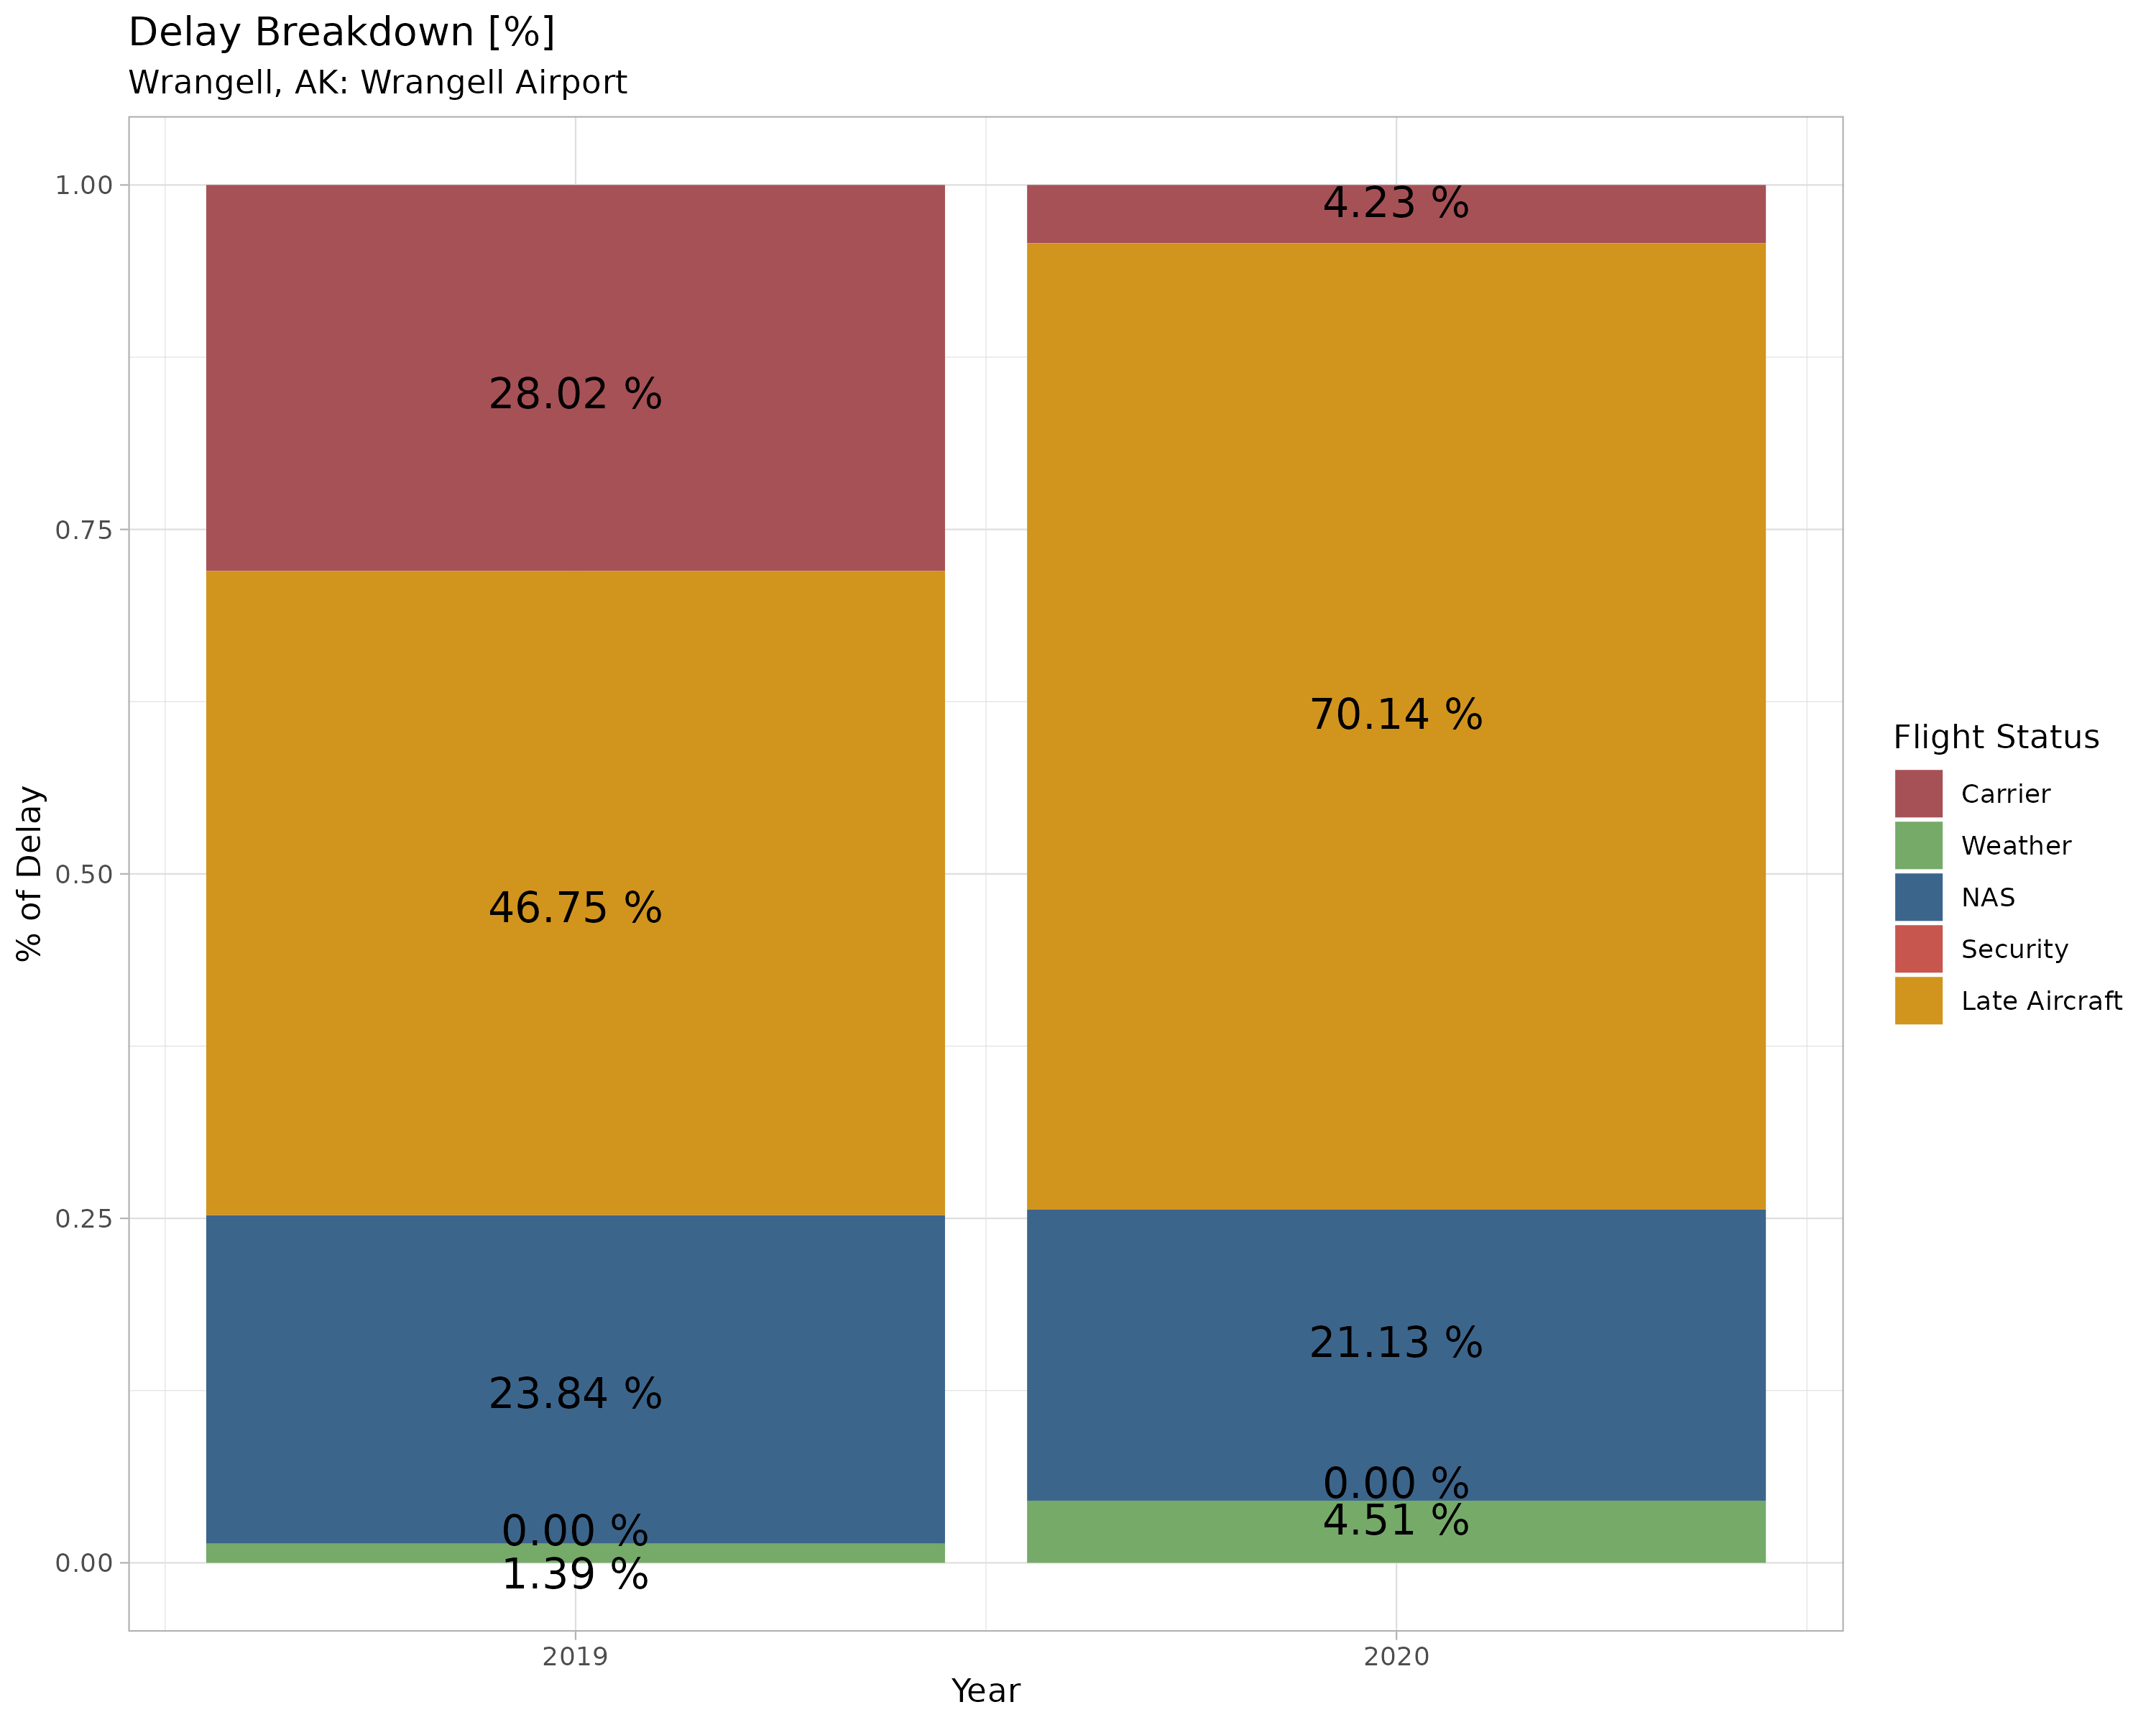 Delay Breakdown [%]
Wrangell, AK: Wrangell Airport
1.00
0.75
0.50
0.25
0.00
% of Delay
28.02 %
46.75 %
23.84 %
0.00 %
1.39 %
4.23 %
70.14 %
21.13 %
0.00 %
4.51 %
2019
2020
Year
Flight Status
Carrier
Weather
NAS
Security
Late Aircraft